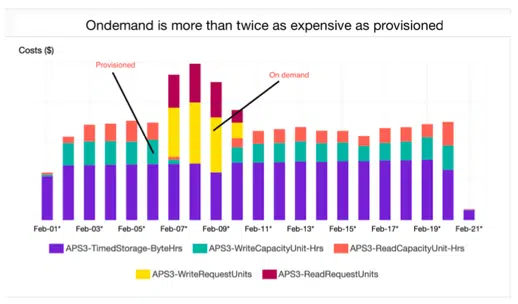 Ondemand is more than twice as expensive as provisioned
Costs ($)
Provisioned
On demand
Feb-01* Feb-03* Feb-05* Feb-07* Feb-09* Feb-11* Feb-13* Feb-15* Feb-17* Feb-19* Feb-21*
APS3-TimedStorage-ByteHrs APS3-WriteCapacityUnit-Hrs APS3-ReadCapacityUnit-Hrs
APS3-WriteRequestUnits APS3-ReadRequestUnits